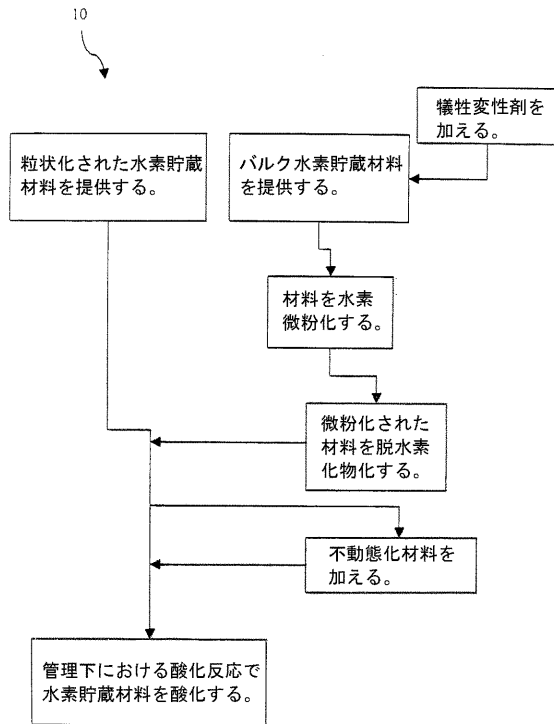 10
犠牲変性剤を
加える。
粒状化された水素貯蔵
材料を提供する。
バルク水素貯蔵材料
を提供する。
材料を水素
微粉化する。
微粉化された
材料を脱水素
化物化する。
不動態化材料を
加える。
管理下における酸化反応で
水素貯蔵材料を酸化する。